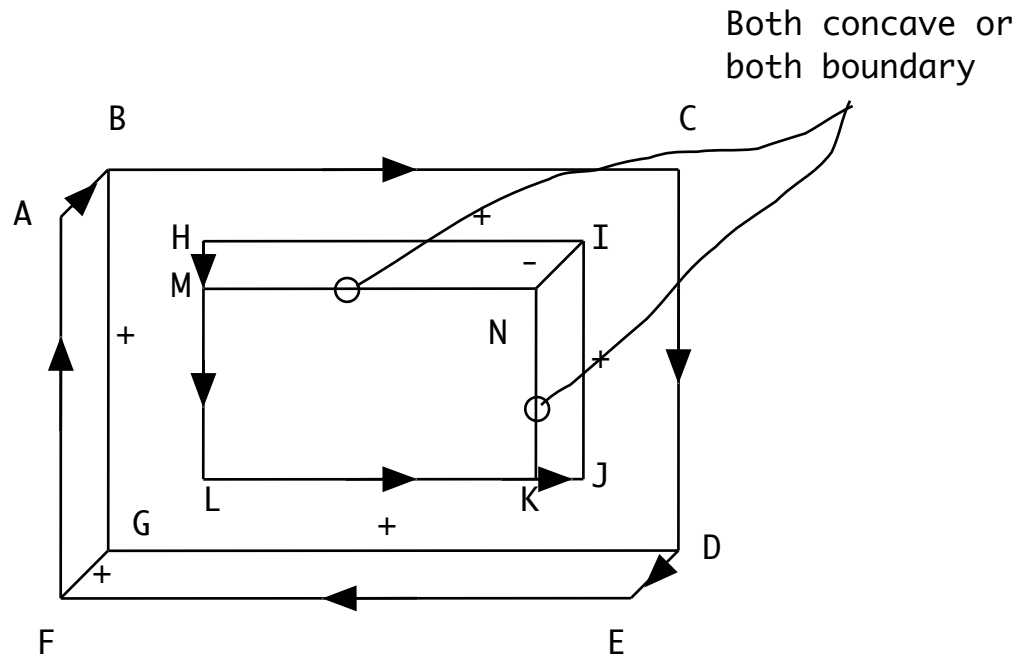 Both concave or
both boundary
B
C
A
+
H
I
-
M
+
N
+
J
L
K
G
+
D
+
F
E